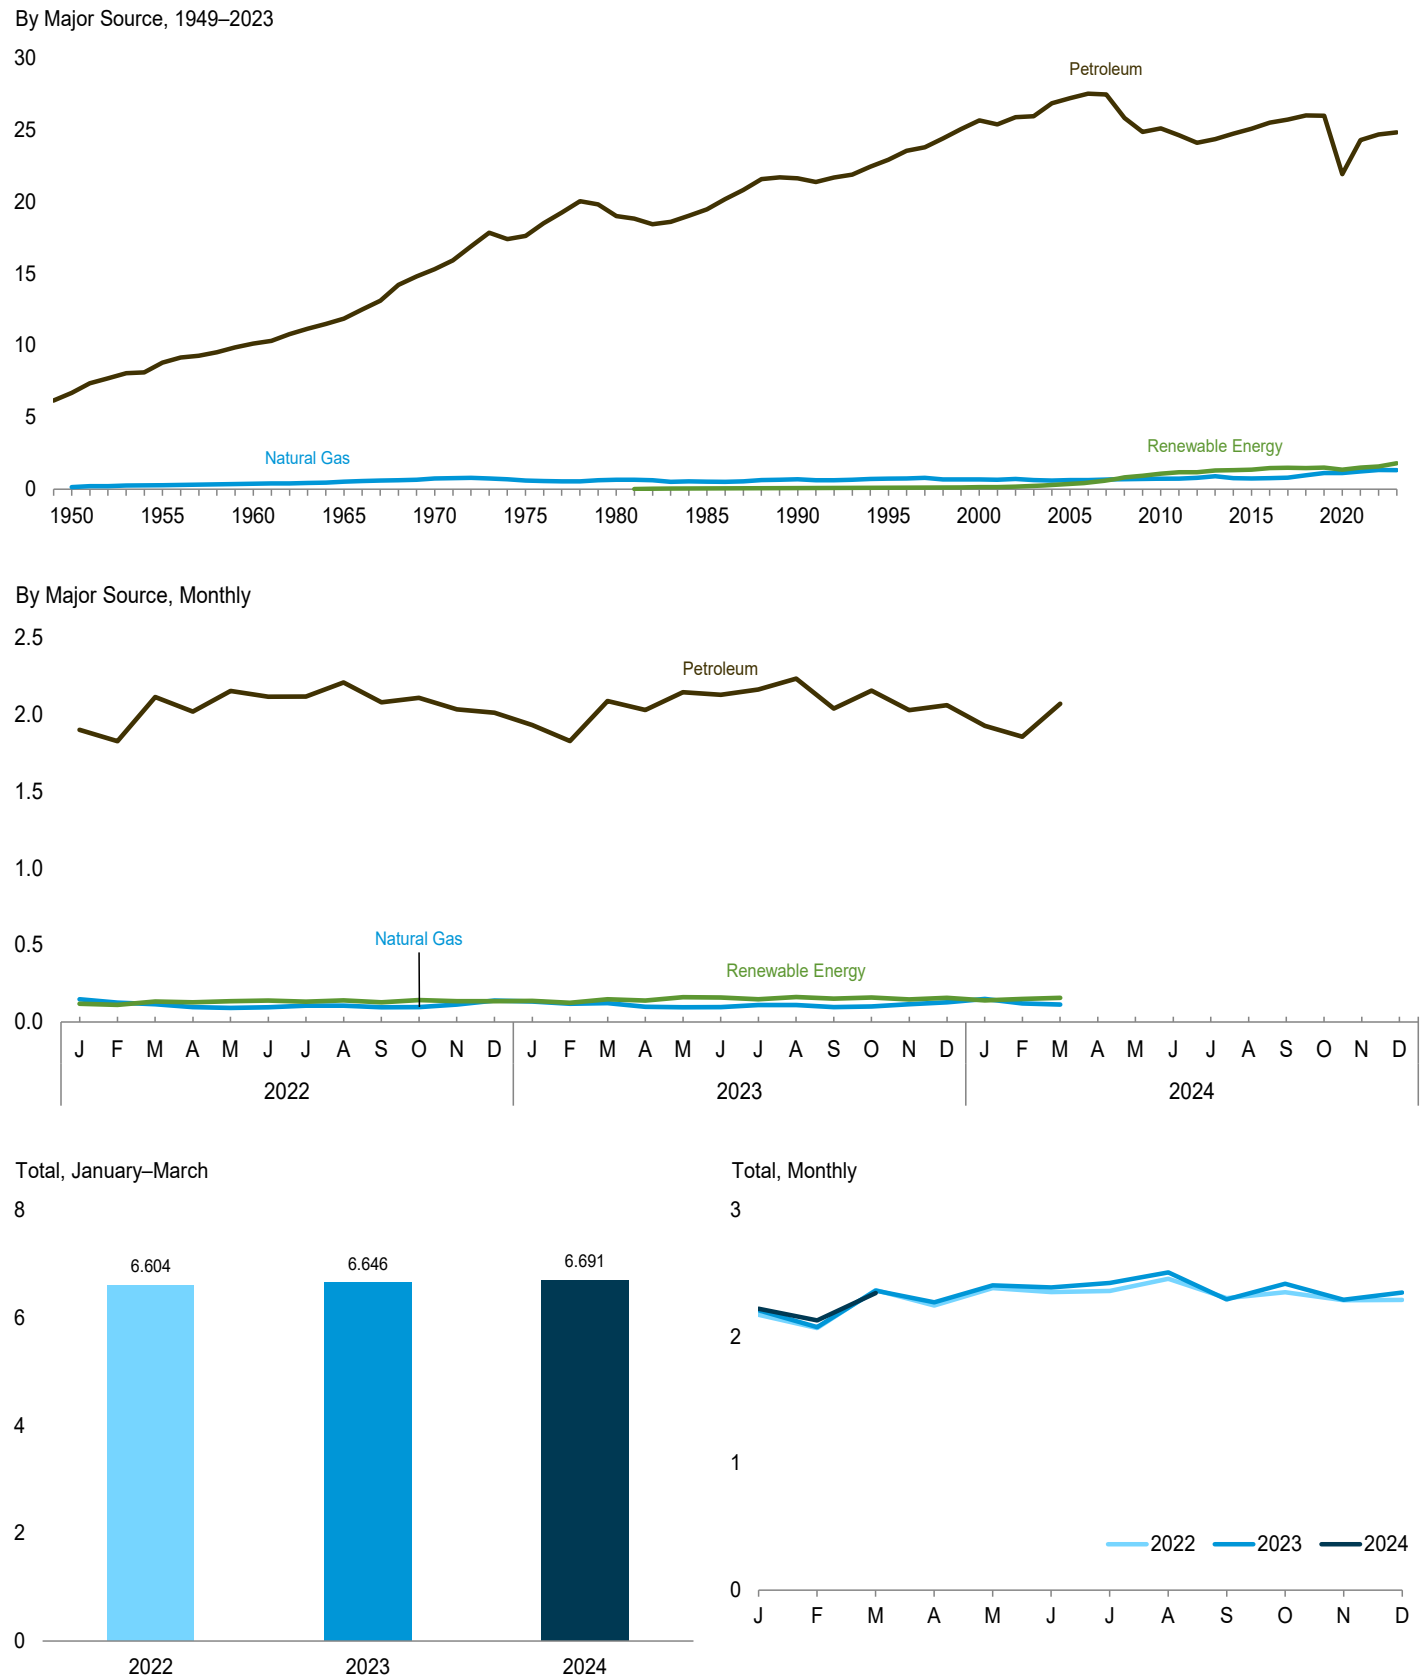 By Major Source, 1949–2023
30
Petroleum
25
20
15
10
5
Renewable Energy
Natural Gas
0
1950 1955 1960 1965 1970 1975 1980 1985 1990 1995 2000 2005 2010 2015 2020
By Major Source, Monthly
2.5
Petroleum
2.0
1.5
1.0
0.5
Natural Gas
Renewable Energy
0.0
J F M A M J J A S O N D J F M A M J J A S O N D J F M A M J J A S O N D
2022 2023 2024
Total, January–March
8
6.604 6.646 6.691
6
4
2
0
2022 2023 2024
Total, Monthly
3
2
1
2022 2023 2024
0
J F M A M J J A S O N D